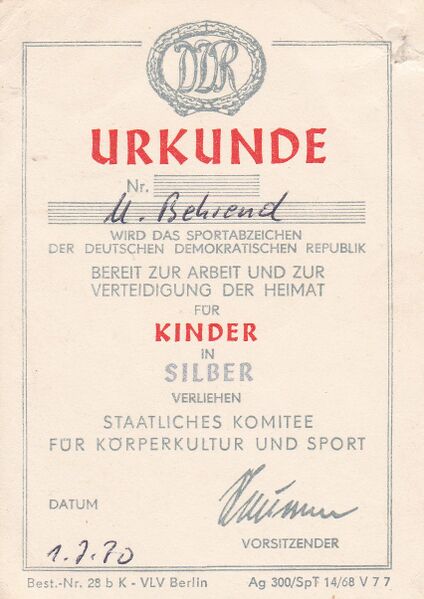 DDR
URKUNDE
Nr.
M. Behrend
WIRD DAS SPORTABZEICHEN
DER DEUTSCHEN DEMOKRATISCHEN REPUBLIK
BEREIT ZUR ARBEIT UND ZUR
VERTEIDIGUNG DER HEIMAT
FÜR
KINDER
IN
SILBER
VERLIEHEN
STAATLICHES KOMITEE
FÜR KÖRPERKULTUR UND SPORT
DATUM
1.7.70
VORSITZENDER
Best.-Nr. 28 b K - VLV Berlin Ag 300/SpT 14/68 V 7 7